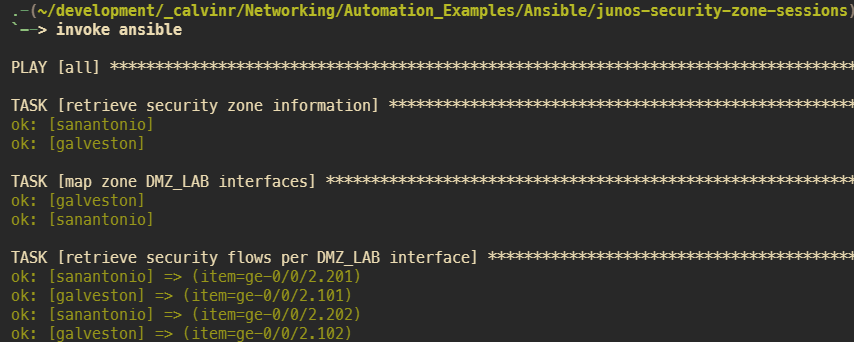 .-(~/development/_calvinr/Networking/Automation_Examples/Ansible/junos-security-zone-sessions)
`--> invoke ansible
PLAY [all] ***********************************************************************************
TASK [retrieve security zone information] ****************************************************
ok: [sanantonio]
ok: [galveston]
TASK [map zone DMZ_LAB interfaces] ***********************************************************
ok: [galveston]
ok: [sanantonio]
TASK [retrieve security flows per DMZ_LAB interface] *****************************************
ok: [sanantonio] => (item=ge-0/0/2.201)
ok: [galveston] => (item=ge-0/0/2.101)
ok: [sanantonio] => (item=ge-0/0/2.202)
ok: [galveston] => (item=ge-0/0/2.102)